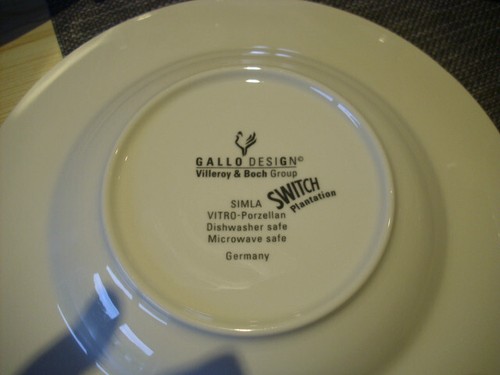 GALLO DESIGN©
Villeroy & Boch Group
SWITCH
Plantation
SIMLA
VITRO-Porzellan
Dishwasher safe
Microwave safe
Germany